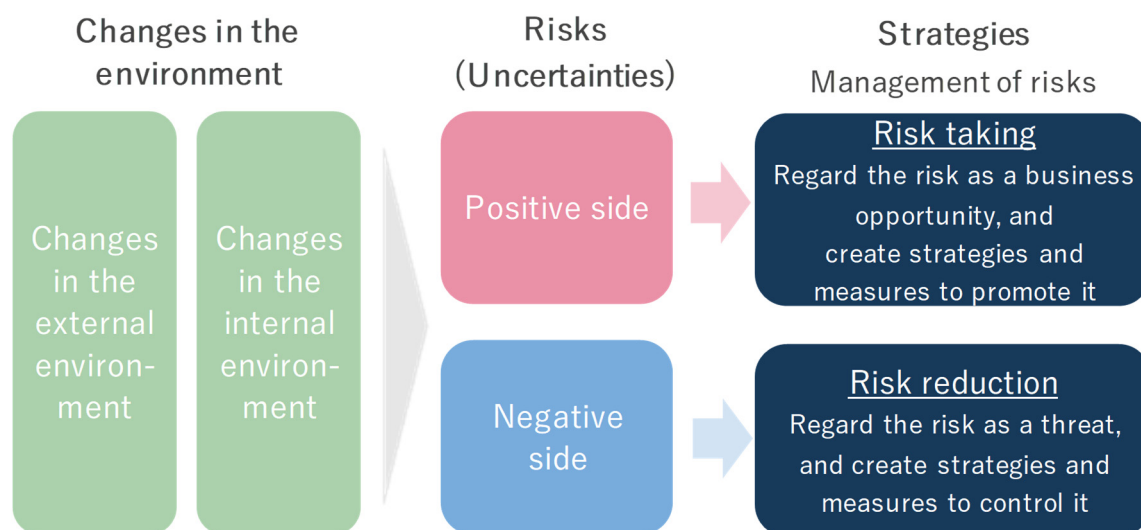 Changes in the
environment
Risks
(Uncertainties)
Strategies
Management of risks
Changes
in the
external
environ-
ment
Changes
in the
internal
environ-
ment
Positive side
Risk taking
Regard the risk as a business
opportunity, and
create strategies and
measures to promote it
Negative
side
Risk reduction
Regard the risk as a threat,
and create strategies and
measures to control it